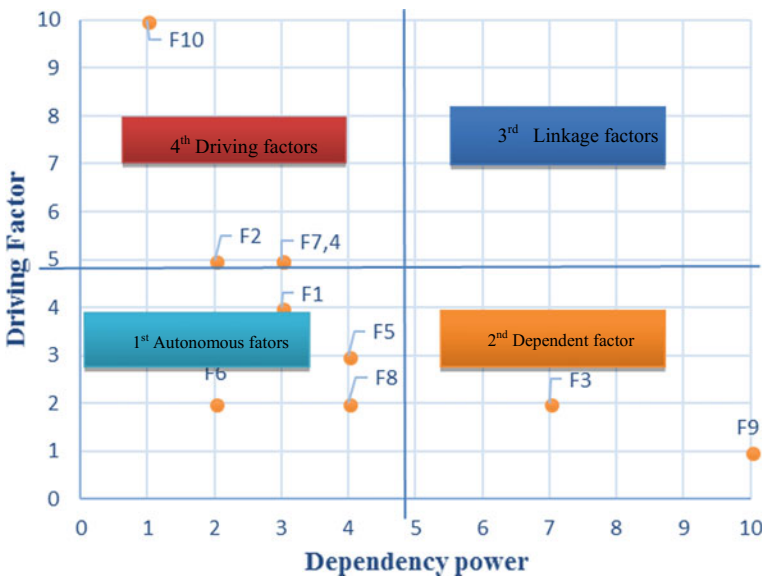 10
F10
9
8
4th Driving factors
3rd Linkage factors
7
6
F2
F7,4
5
F1
4
1st Autonomous fators
F5
2nd Dependent factor
3
F6
F8
F3
2
F9
1
0
0 1 2 3 4 5 6 7 8 9 10
Dependency power
Driving Factor